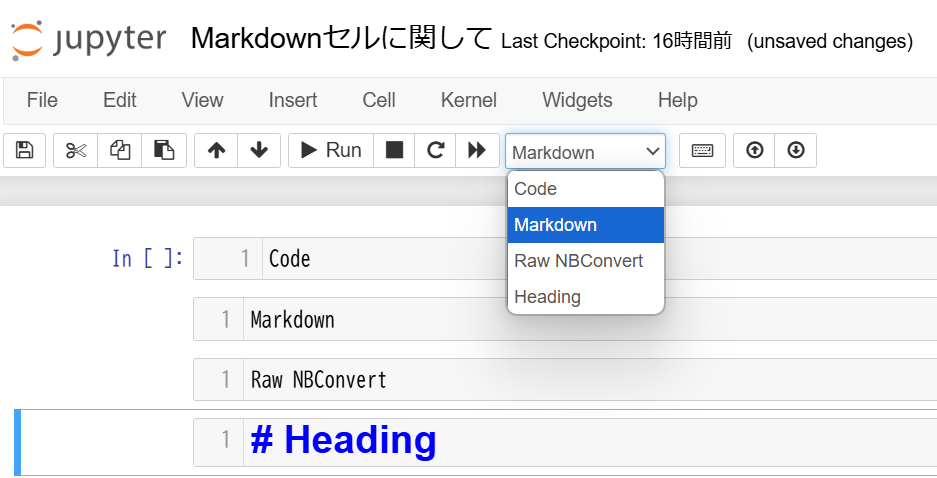 jupyter Markdownセルに関して Last Checkpoint: 16時間前 (unsaved changes)
File Edit View Insert Cell Kernel Widgets Help
Run Markdown
Code
Markdown
Raw NBConvert
Heading
In [ ]: 1 Code
1 Markdown
1 Raw NBConvert
1 # Heading